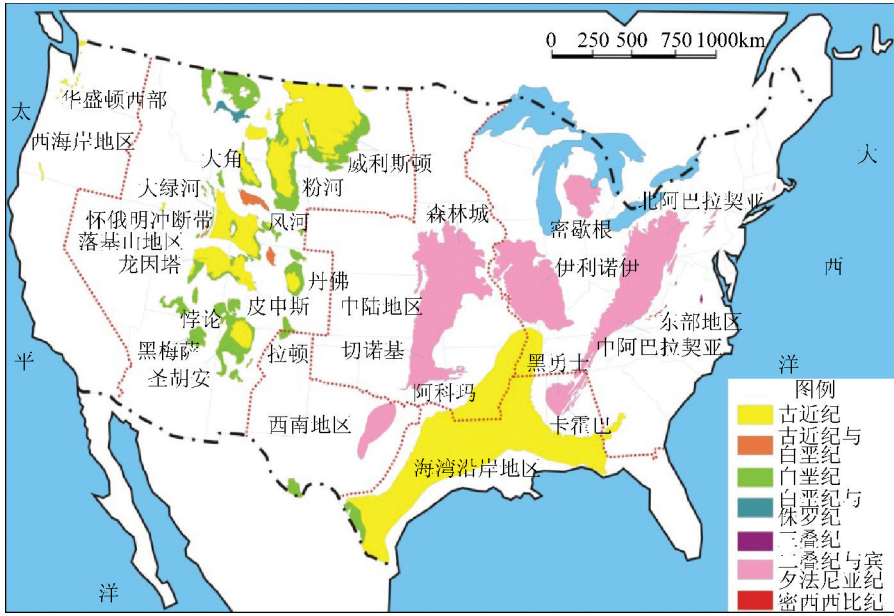 0 250 500 750 1000km
太
华盛顿西部
西海岸地区
大
大角
威利斯顿
大绿河
粉河
北阿巴拉契亚
怀俄明冲断带
风河
森林城
密歇根
落基山地区
龙因塔
丹佛
伊利诺伊
西
皮申斯
中陆地区
悖论
东部地区
黑梅萨
拉顿
切诺基
中阿巴拉契亚
平
圣胡安
黑勇士
洋
阿科玛
西南地区
卡霍巴
海湾沿岸地区
洋
图例
古近纪
古近纪与
白垩纪
白垩纪
白垩纪与
侏罗纪
三叠纪
二叠纪与宾
夕法尼亚纪
密西西比纪